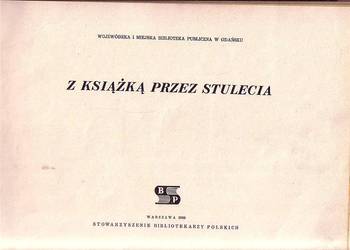 WOJEWÓDZKA I MIEJSKA BIBLIOTEKA PUBLICZNA W GDAŃSKU
Z KSIĄŻKĄ PRZEZ STULECIA
B
P
WARSZAWA
STOWARZYSZENIE BIBLIOTEKARZY POLSKICH